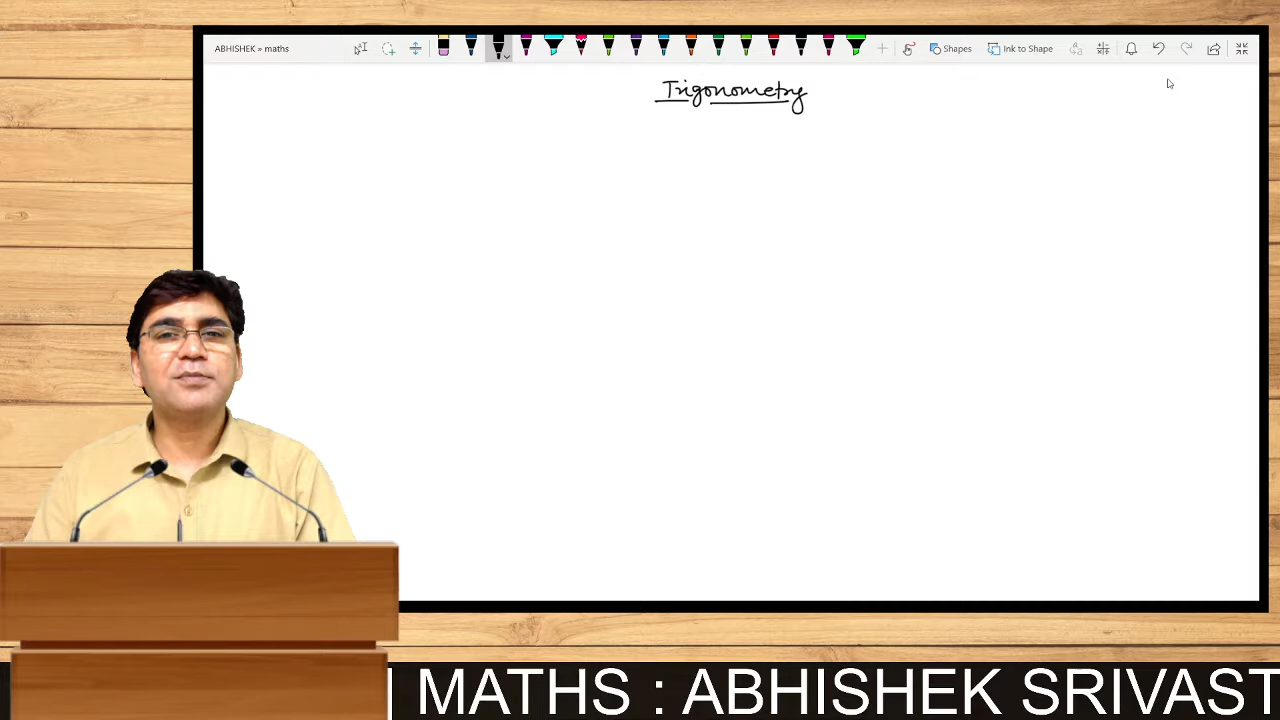 ABHISHEK » maths
Shapes
Ink to Shape
Trigonometry
MATHS : ABHISHEK SRIVAST